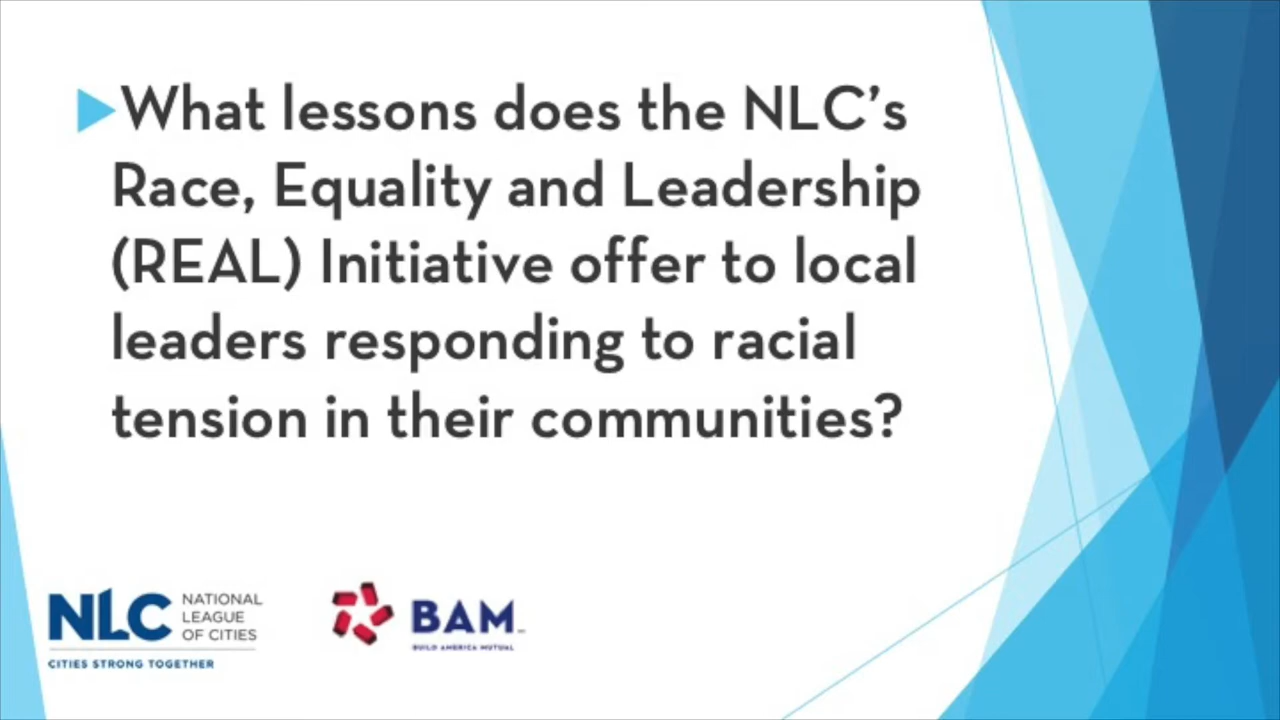 What lessons does the NLC’s
Race, Equality and Leadership
(REAL) Initiative offer to local
leaders responding to racial
tension in their communities?
NLC NATIONAL
LEAGUE
OF CITIES
CITIES STRONG TOGETHER
BAM
BUILD AMERICA MUTUAL